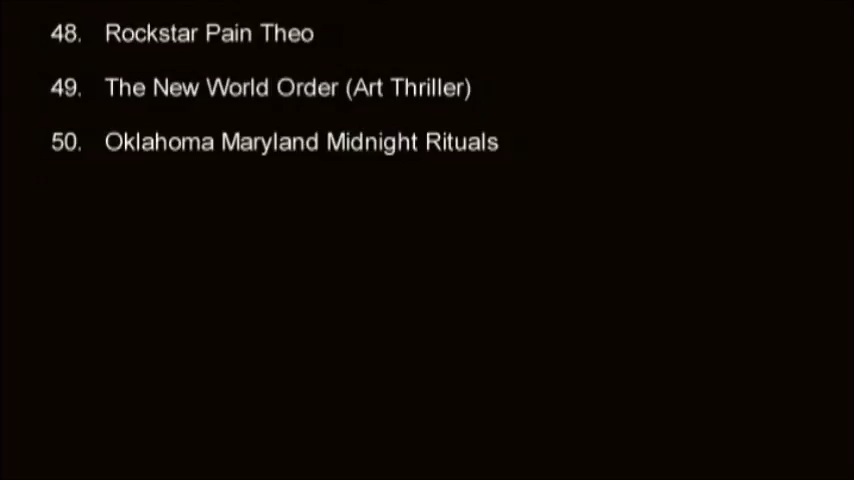 48. Rockstar Pain Theo
49. The New World Order (Art Thriller)
50. Oklahoma Maryland Midnight Rituals